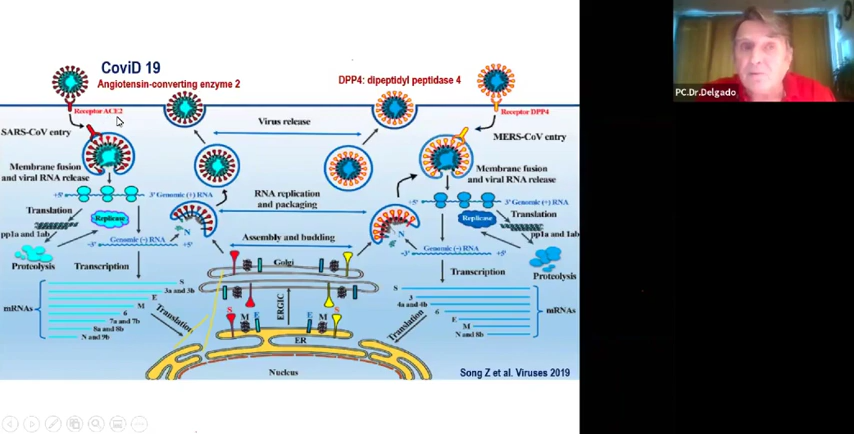 CoviD 19
Angiotensin-converting enzyme 2
DPP4: dipeptidyl peptidase 4
PC.Dr.Delgado
Receptor ACE2
Receptor DPP4
Virus release
SARS-CoV entry
MERS-CoV entry
Membrane fusion
and viral RNA release
Membrane fusion
and viral RNA release
+5'
3' Genomic (+) RNA
RNA replication
and packaging
+5'
3' Genomic (+) RNA
Translation
Replicase
Replicase
Translation
pp1a and 1ab
N
N
pp1a and 1ab
-3'
Genomic (-) RNA
+5'
Assembly and budding
-3'
Genomic (-) RNA
+5'
Proteolysis
Transcription
Golgi
Transcription
Proteolysis
mRNAs
S
3a and 3b
E
M
6
7a and 7b
8a and 8b
N and 9b
Translation
ERGIC
S
M
E
E
M
S
ER
Nucleus
Translation
S
3
4a and 4b
6
E
M
N and 8b
mRNAs
Song Z et al. Viruses 2019